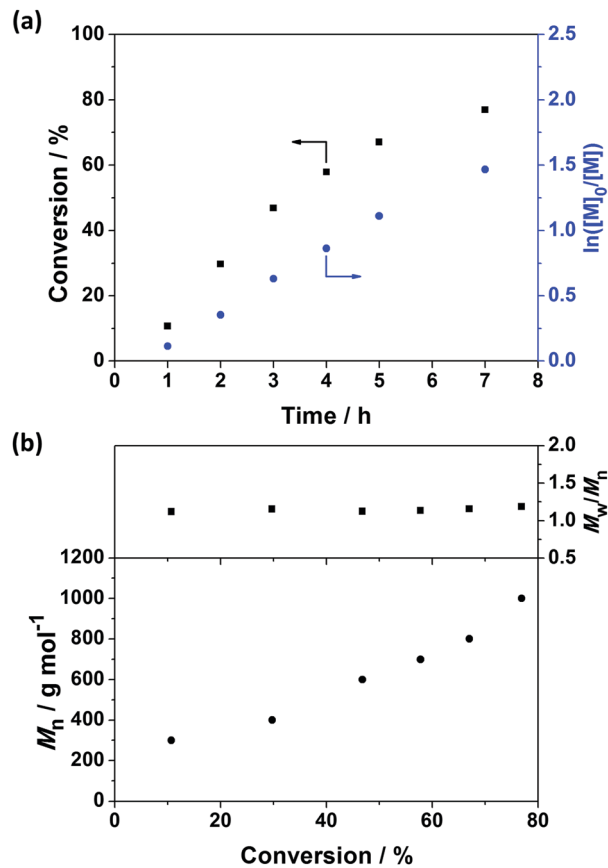 (a)
100
80
60
40
20
0
Conversion / %
2.5
2.0
1.5
1.0
0.5
0.0
ln([M]0/[M])
0 1 2 3 4 5 6 7 8
Time / h
(b)
2.0
1.5
1.0
0.5
Mw/Mn
1200
1000
800
600
400
200
0
Mn / g mol-1
0 20 40 60 80
Conversion / %